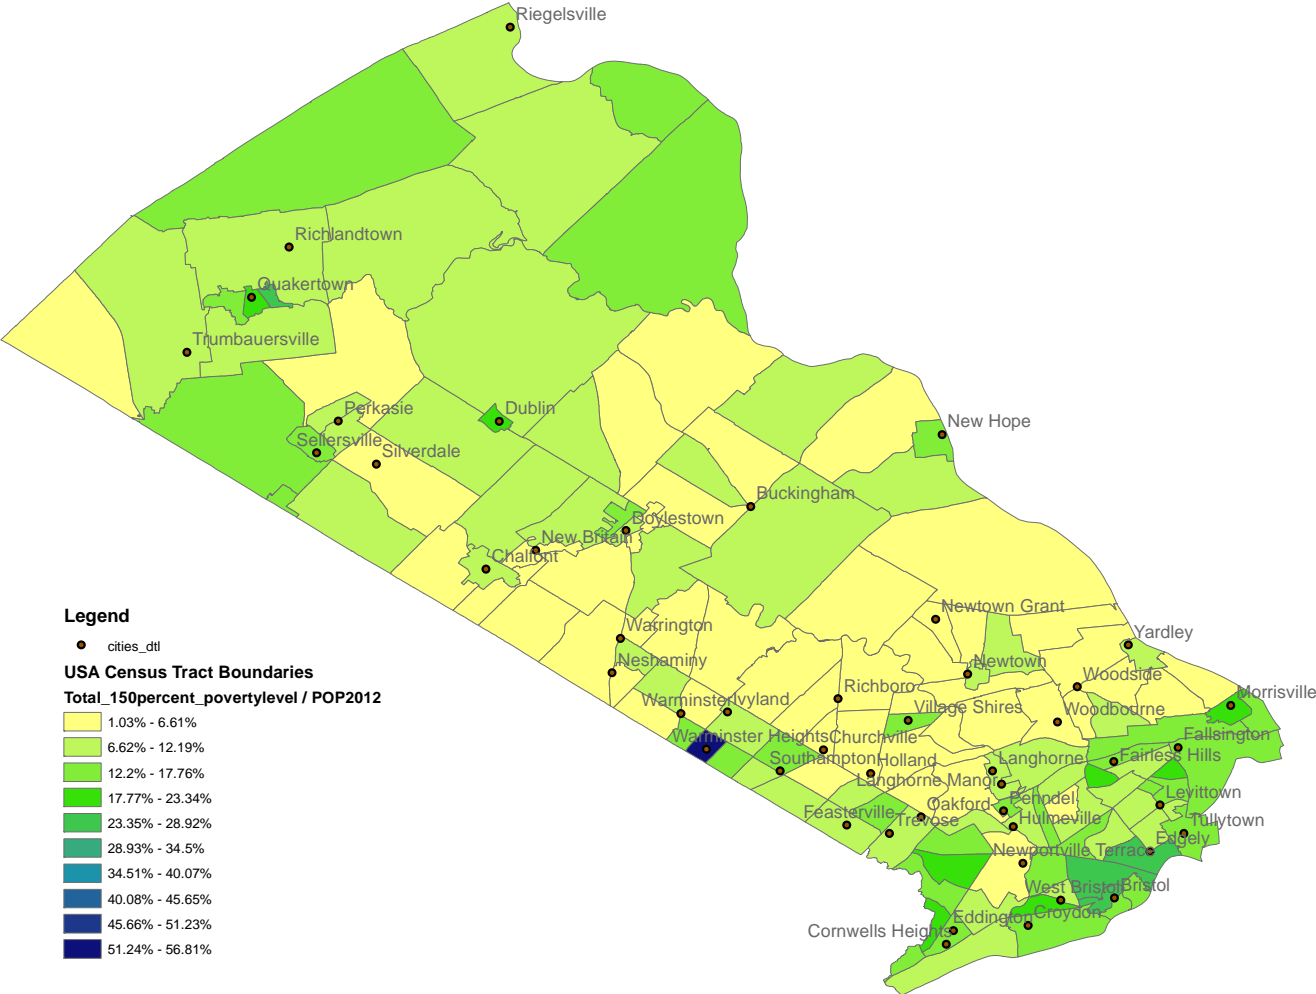 Riegelsville
Richlandtown
Quakertown
Trumbauersville
Perkasie
Dublin
New Hope
Sellersville
Silverdale
Buckingham
Doylestown
New Britain
Chalfont
Newtown Grant
Warrington
Yardley
Neshaminy
Newtown
Woodside
Richboro
Morrisville
Warminster
Ivyland
Village Shires
Woodbourne
Warminster Heights
Churchville
Fallsington
Southampton
Holland
Langhorne
Fairless Hills
Langhorne Manor
Levittown
Oakford
Penndel
Feasterville
Trevose
Hulmeville
Tullytown
Edgely
Newportville Terrace
West Bristol
Bristol
Eddington
Croydon
Cornwells Heights
Legend
cities_dtl
USA Census Tract Boundaries
Total_150percent_povertylevel / POP2012
1.03% - 6.61%
6.62% - 12.19%
12.2% - 17.76%
17.77% - 23.34%
23.35% - 28.92%
28.93% - 34.5%
34.51% - 40.07%
40.08% - 45.65%
45.66% - 51.23%
51.24% - 56.81%